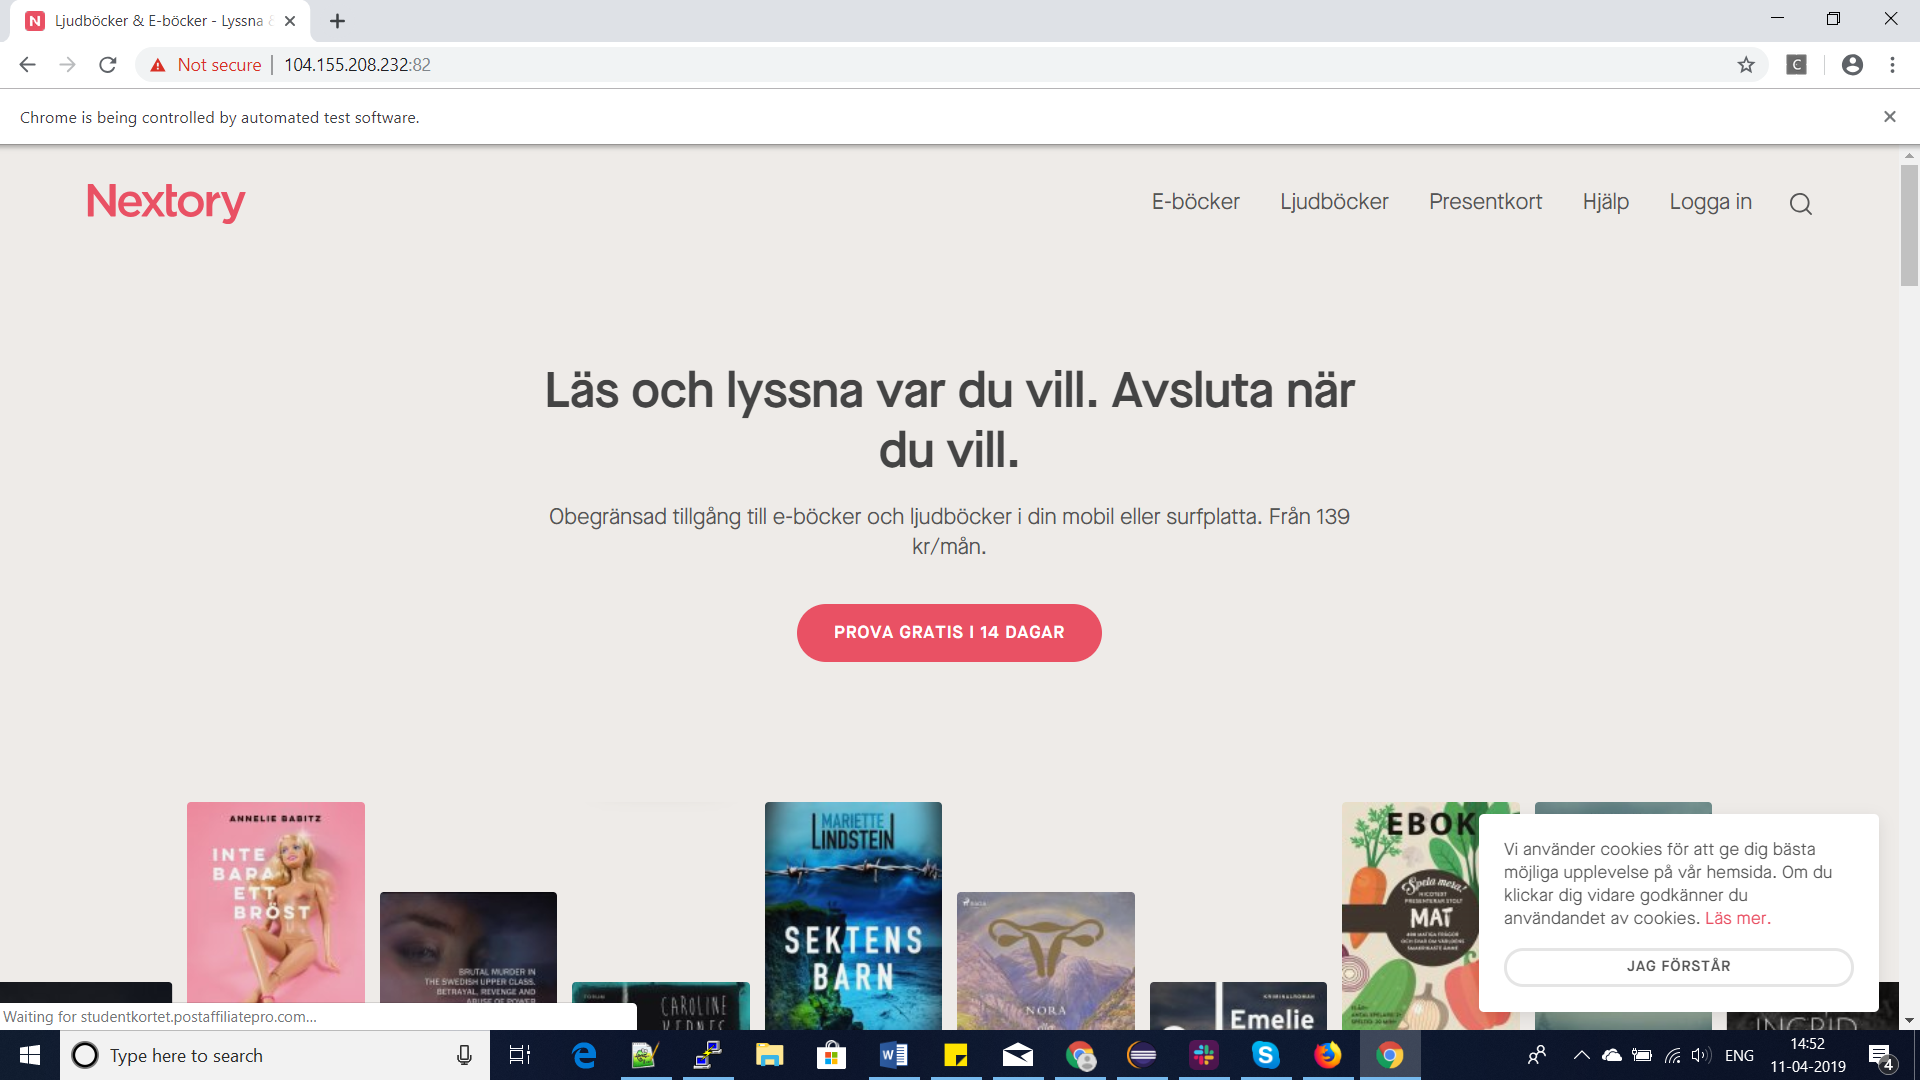 Ljudböcker & E-böcker - Lyssna
Not secure
104.155.208.232:82
Chrome is being controlled by automated test software.
Nextory
E-böcker
Ljudböcker
Presentkort
Hjälp
Logga in
Läs och lyssna var du vill. Avsluta när
du vill.
Obegränsad tillgång till e-böcker och ljudböcker i din mobil eller surfplatta. Från 139
kr/mån.
PROVA GRATIS I 14 DAGAR
ANNELIE BABITZ
INTE
BARA
ETT
BRÖST
BRUTAL MURDER IN
THE SWEDISH UPPER CLASS.
BETRAYAL, REVENGE AND
ABUSE OF POWER
CAROLINE
MARIETTE
LINDSTEIN
SEKTENS
BARN
NORA
Emelie
EBOK
Spela mera!
NICOTEXT
PRESENTERAR STOLT
MAT
INGRID
Vi använder cookies för att ge dig bästa
möjliga upplevelse på vår hemsida. Om du
klickar dig vidare godkänner du
användandet av cookies. Läs mer.
JAG FÖRSTÅR
Waiting for studentkortet.postaffiliatepro.com...
Type here to search
ENG
14:52
11-04-2019
4